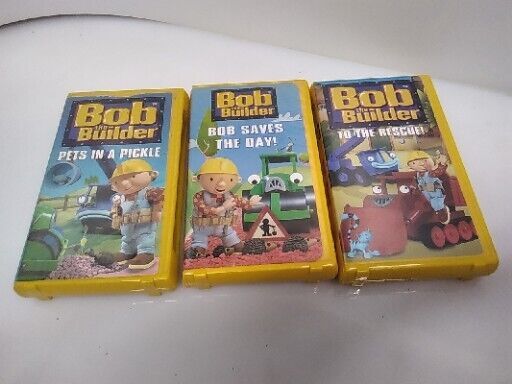 Bob
the
Builder
PETS IN A PICKLE
Bob
the
Builder
BOB SAVES
THE DAY!
Bob
the
Builder
TO THE RESCUE!